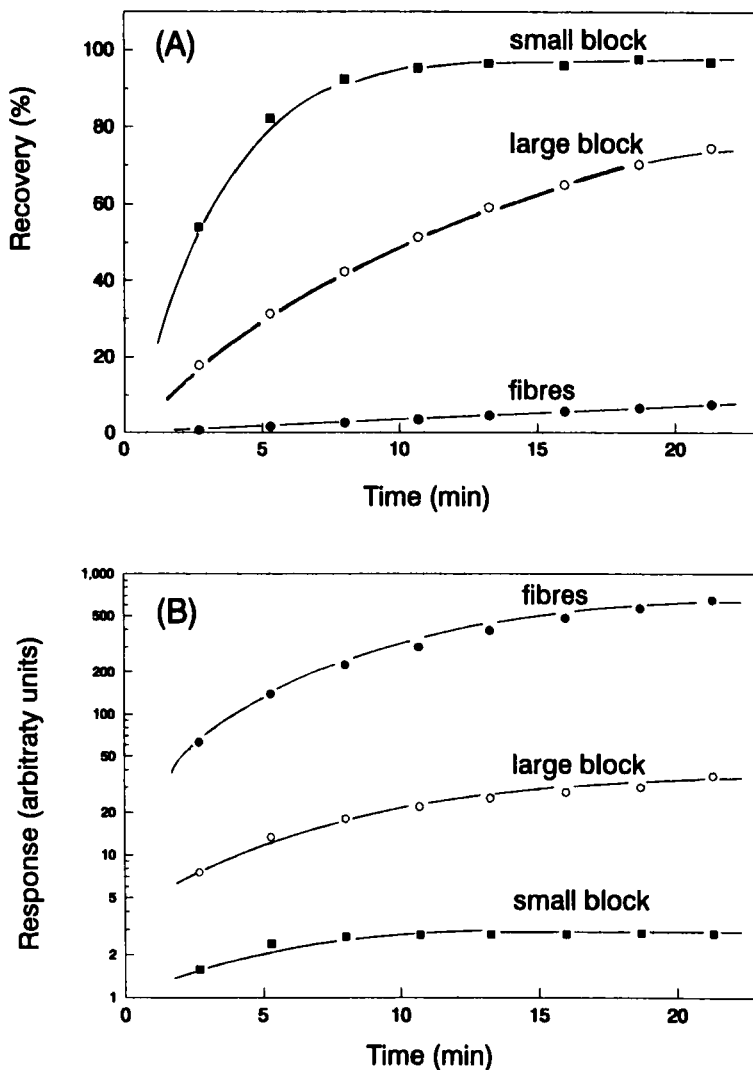 (A)
small block
large block
fibres
Recovery (%)
100
80
60
40
20
0
0 5 10 15 20
Time (min)
(B)
fibres
large block
small block
Response (arbitraty units)
1,000
500
200
100
50
20
10
5
2
1
0 5 10 15 20
Time (min)